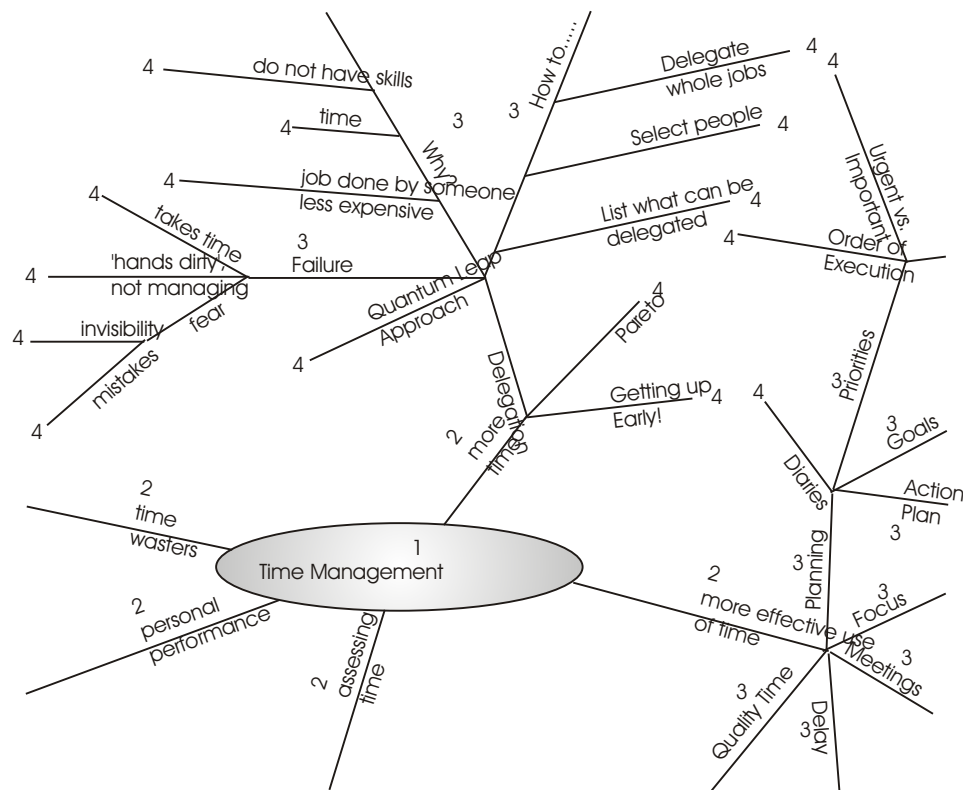 How to......
3
3
Why?
do not have skills
4
time
4
job done by someone
less expensive
4
Delegate
whole jobs
4
Select people
4
List what can be
delegated
4
Quantum Leap
Approach
4
3
Failure
takes time
4
'hands dirty',
not managing
4
fear
invisibility
4
mistakes
4
Delegation
Pareto
4
Getting up
Early!
4
2
more
time?
4
Urgent vs.
Important
4
Order of
Execution
3
Priorities
4
Diaries
3
Goals
Action
Plan
3
3
Planning
2
time
wasters
1
Time Management
2
personal
performance
2
assessing
time
2
more effective use
of time
3
Focus
3
Meetings
3
Quality Time
3
Delay